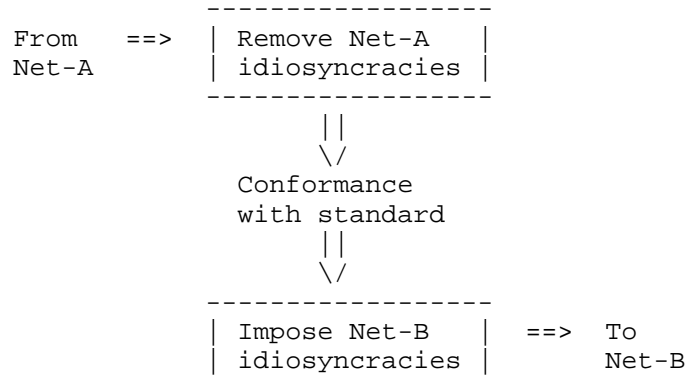 ------------------
From ==> | Remove Net-A |
Net-A | idiosyncracies |
------------------
||
\/
Conformance
with standard
||
\/
------------------
| Impose Net-B | ==> To
| idiosyncracies | Net-B